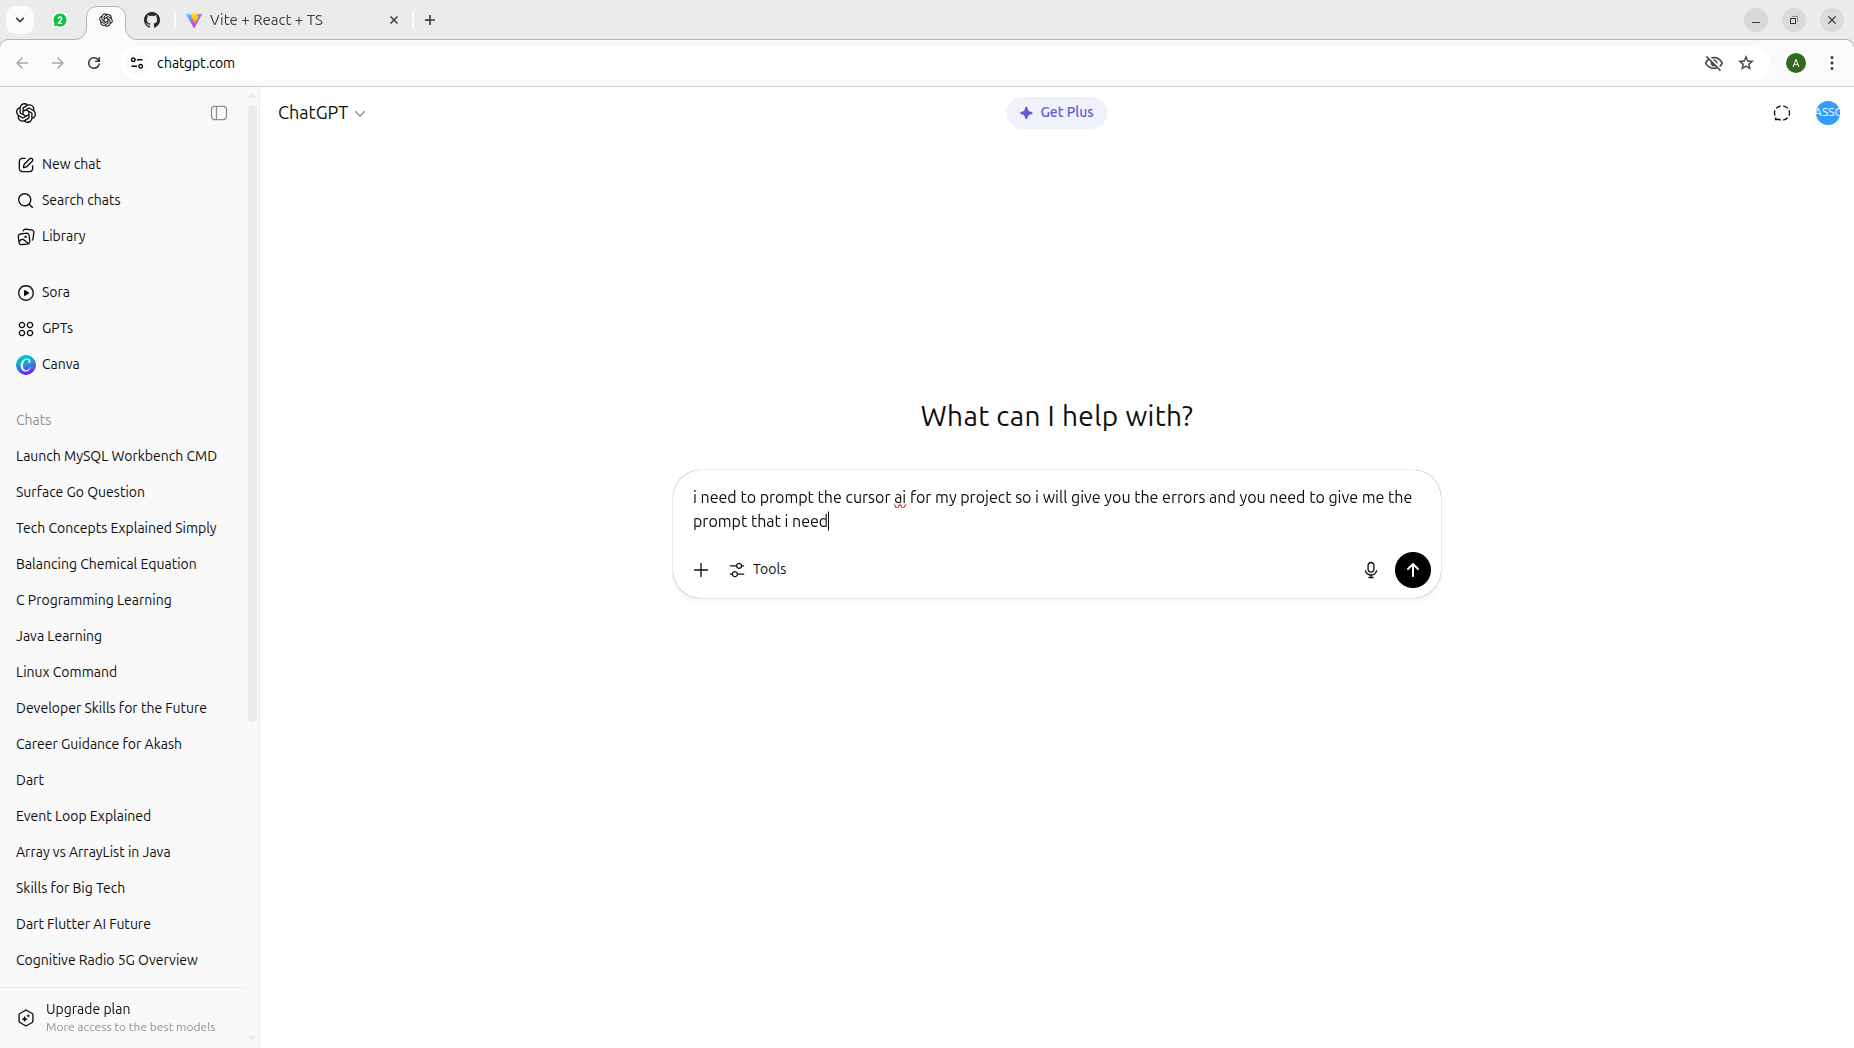 2
Vite + React + TS
chatgpt.com
A
ChatGPT
Get Plus
ASSO
New chat
Search chats
Library
Sora
GPTs
Canva
Chats
Launch MySQL Workbench CMD
Surface Go Question
Tech Concepts Explained Simply
Balancing Chemical Equation
C Programming Learning
Java Learning
Linux Command
Developer Skills for the Future
Career Guidance for Akash
Dart
Event Loop Explained
Array vs ArrayList in Java
Skills for Big Tech
Dart Flutter AI Future
Cognitive Radio 5G Overview
Upgrade plan
More access to the best models
What can I help with?
i need to prompt the cursor ai for my project so i will give you the errors and you need to give me the
prompt that i need
Tools